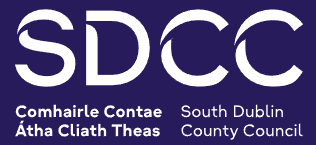 SDCC
Comhairle Contae
Átha Cliath Theas
South Dublin
County Council